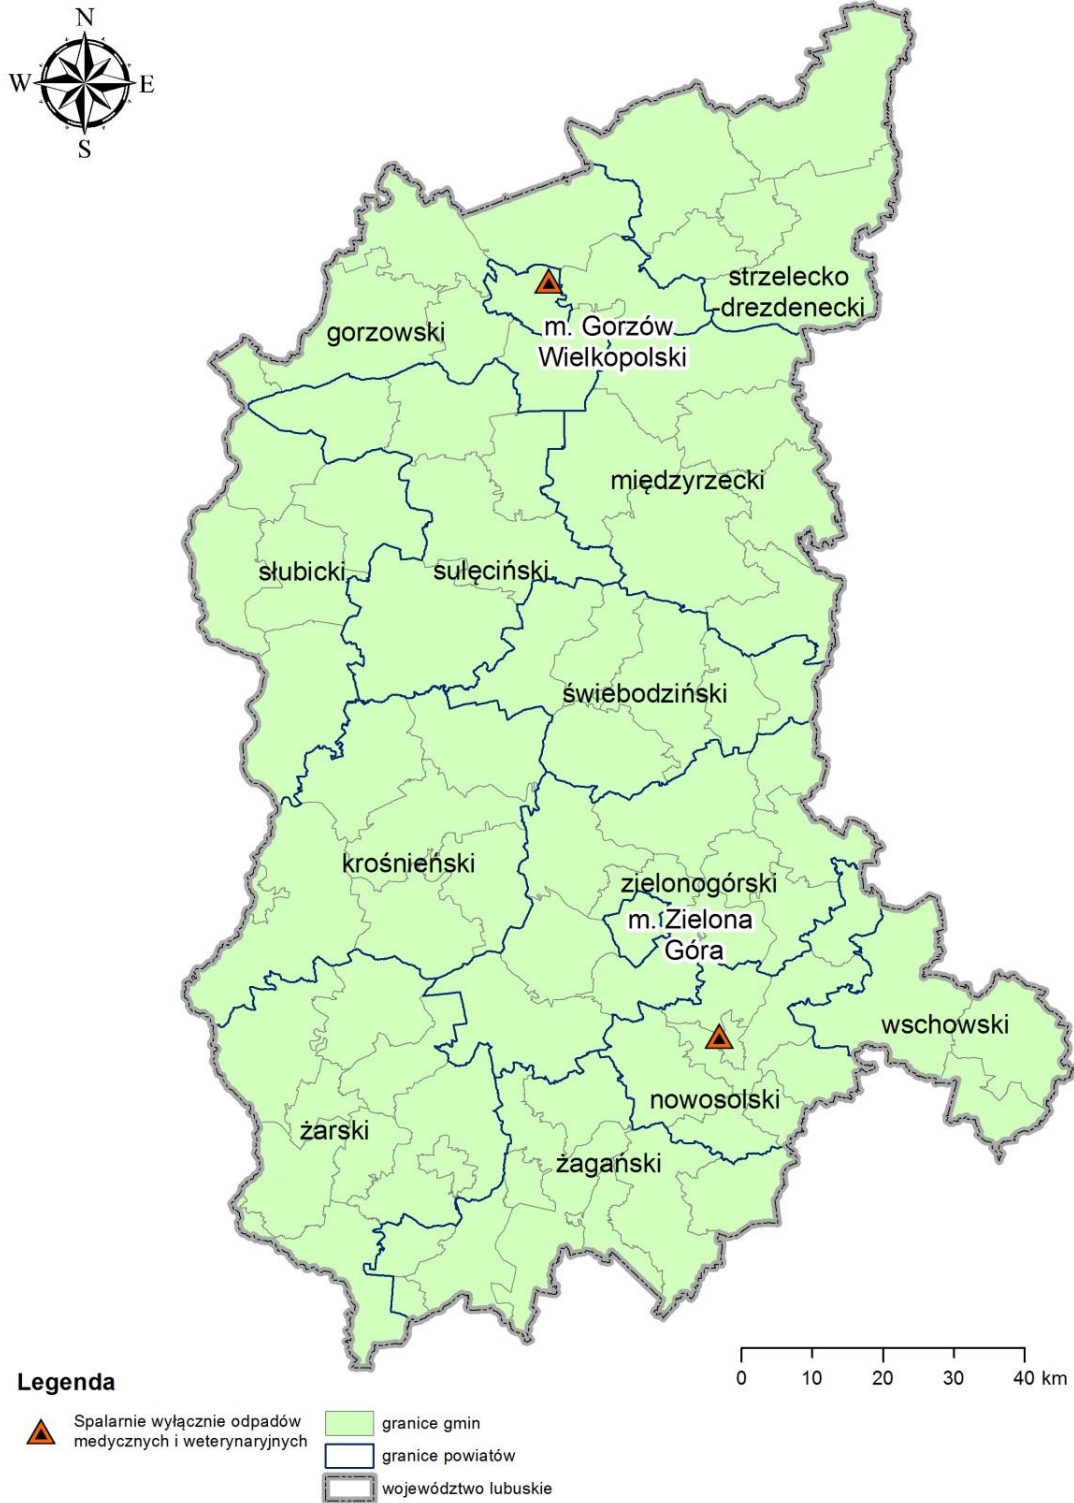 N
W E
S
strzelecko
-drezdenecki
gorzowski
m. Gorzów
Wielkopolski
międzyrzecki
słubicki
sulęciński
świebodziński
krośnieński
zielonogórski
m. Zielona
Góra
wschowski
nowosolski
żarski
żagański
0 10 20 30 40 km
Legenda
Spalarnie wyłącznie odpadów
medycznych i weterynaryjnych
granice gmin
granice powiatów
województwo lubuskie